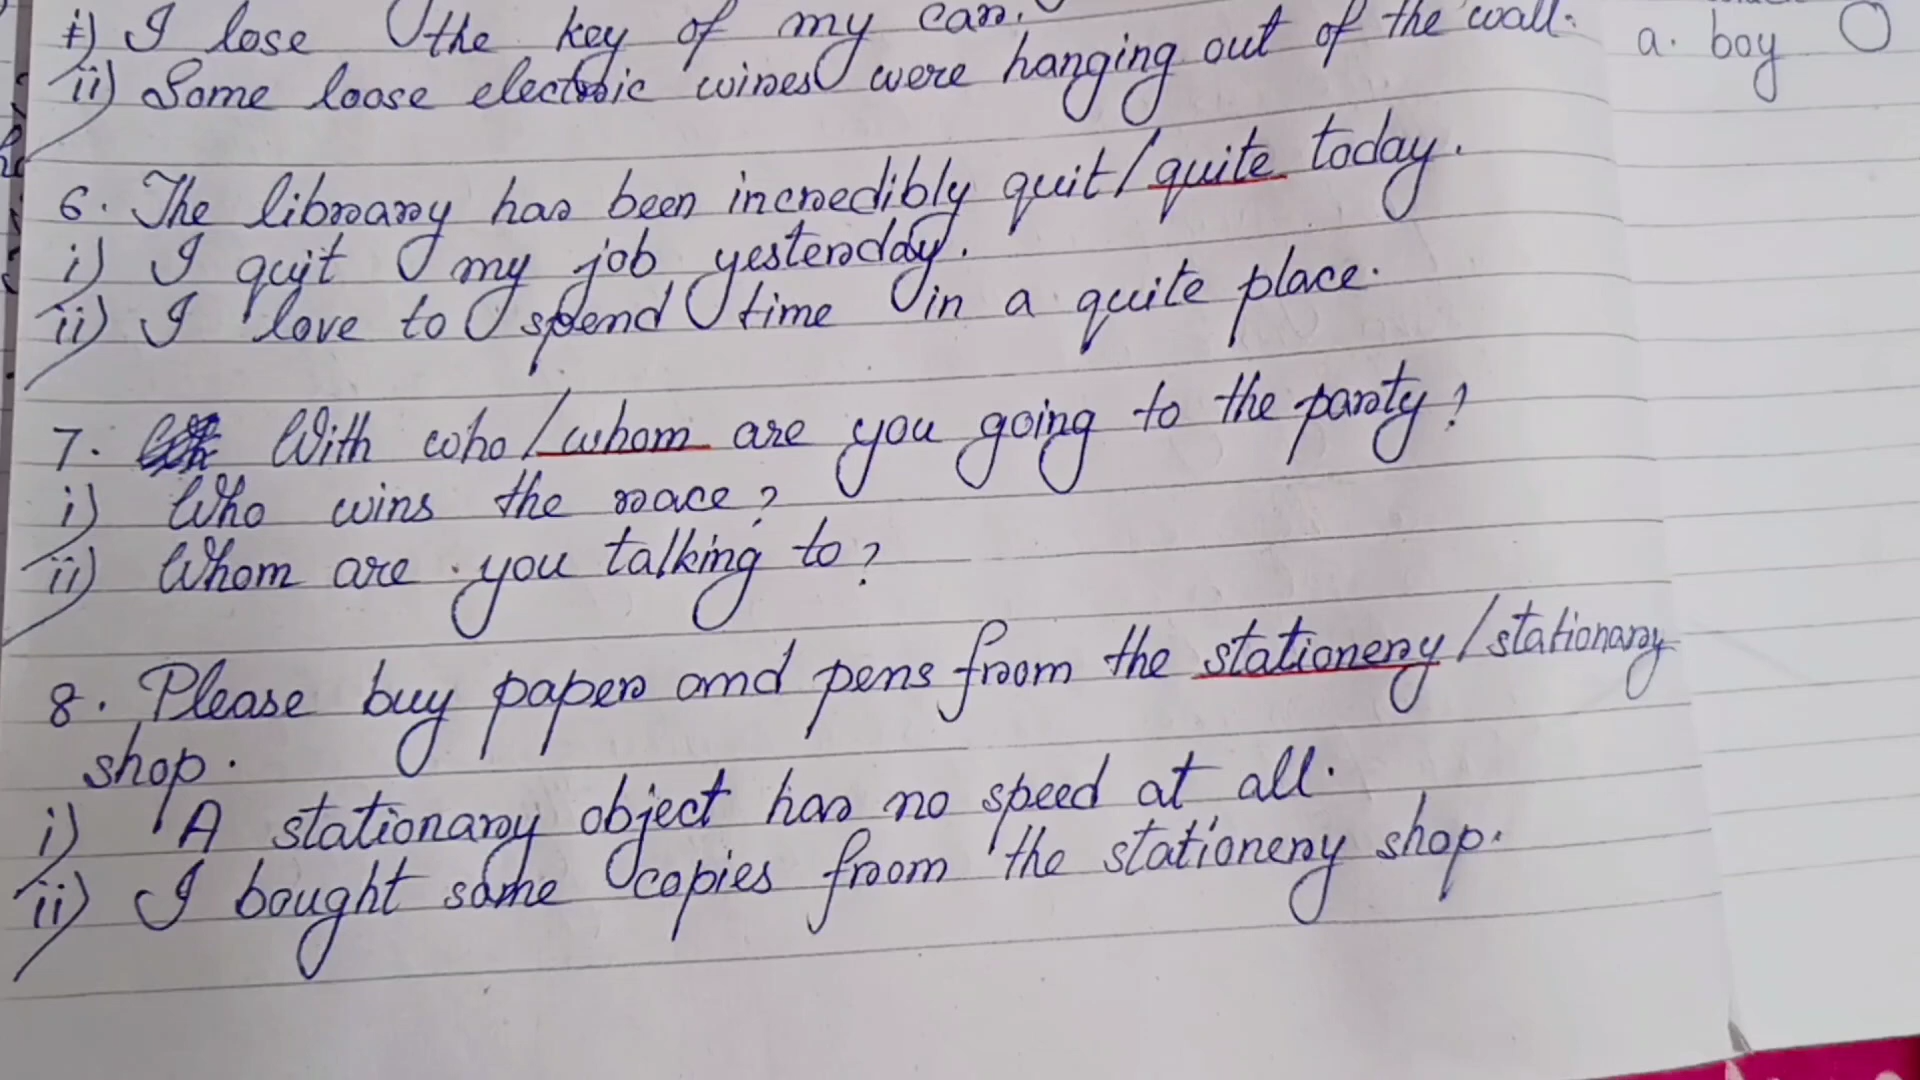 i) I lose the key of my car.
ii) Some loose electric wires were hanging out of the wall.
a. boy
6. The library has been incredibly quit/quite today.
i) I quit my job yesterday.
ii) I love to spend time in a quite place.
7. With who/whom are you going to the party?
i) Who wins the race?
ii) Whom are you talking to?
8. Please buy paper and pens from the stationery/stationary
shop.
i) A stationary object has no speed at all.
ii) I bought some copies from the stationery shop.